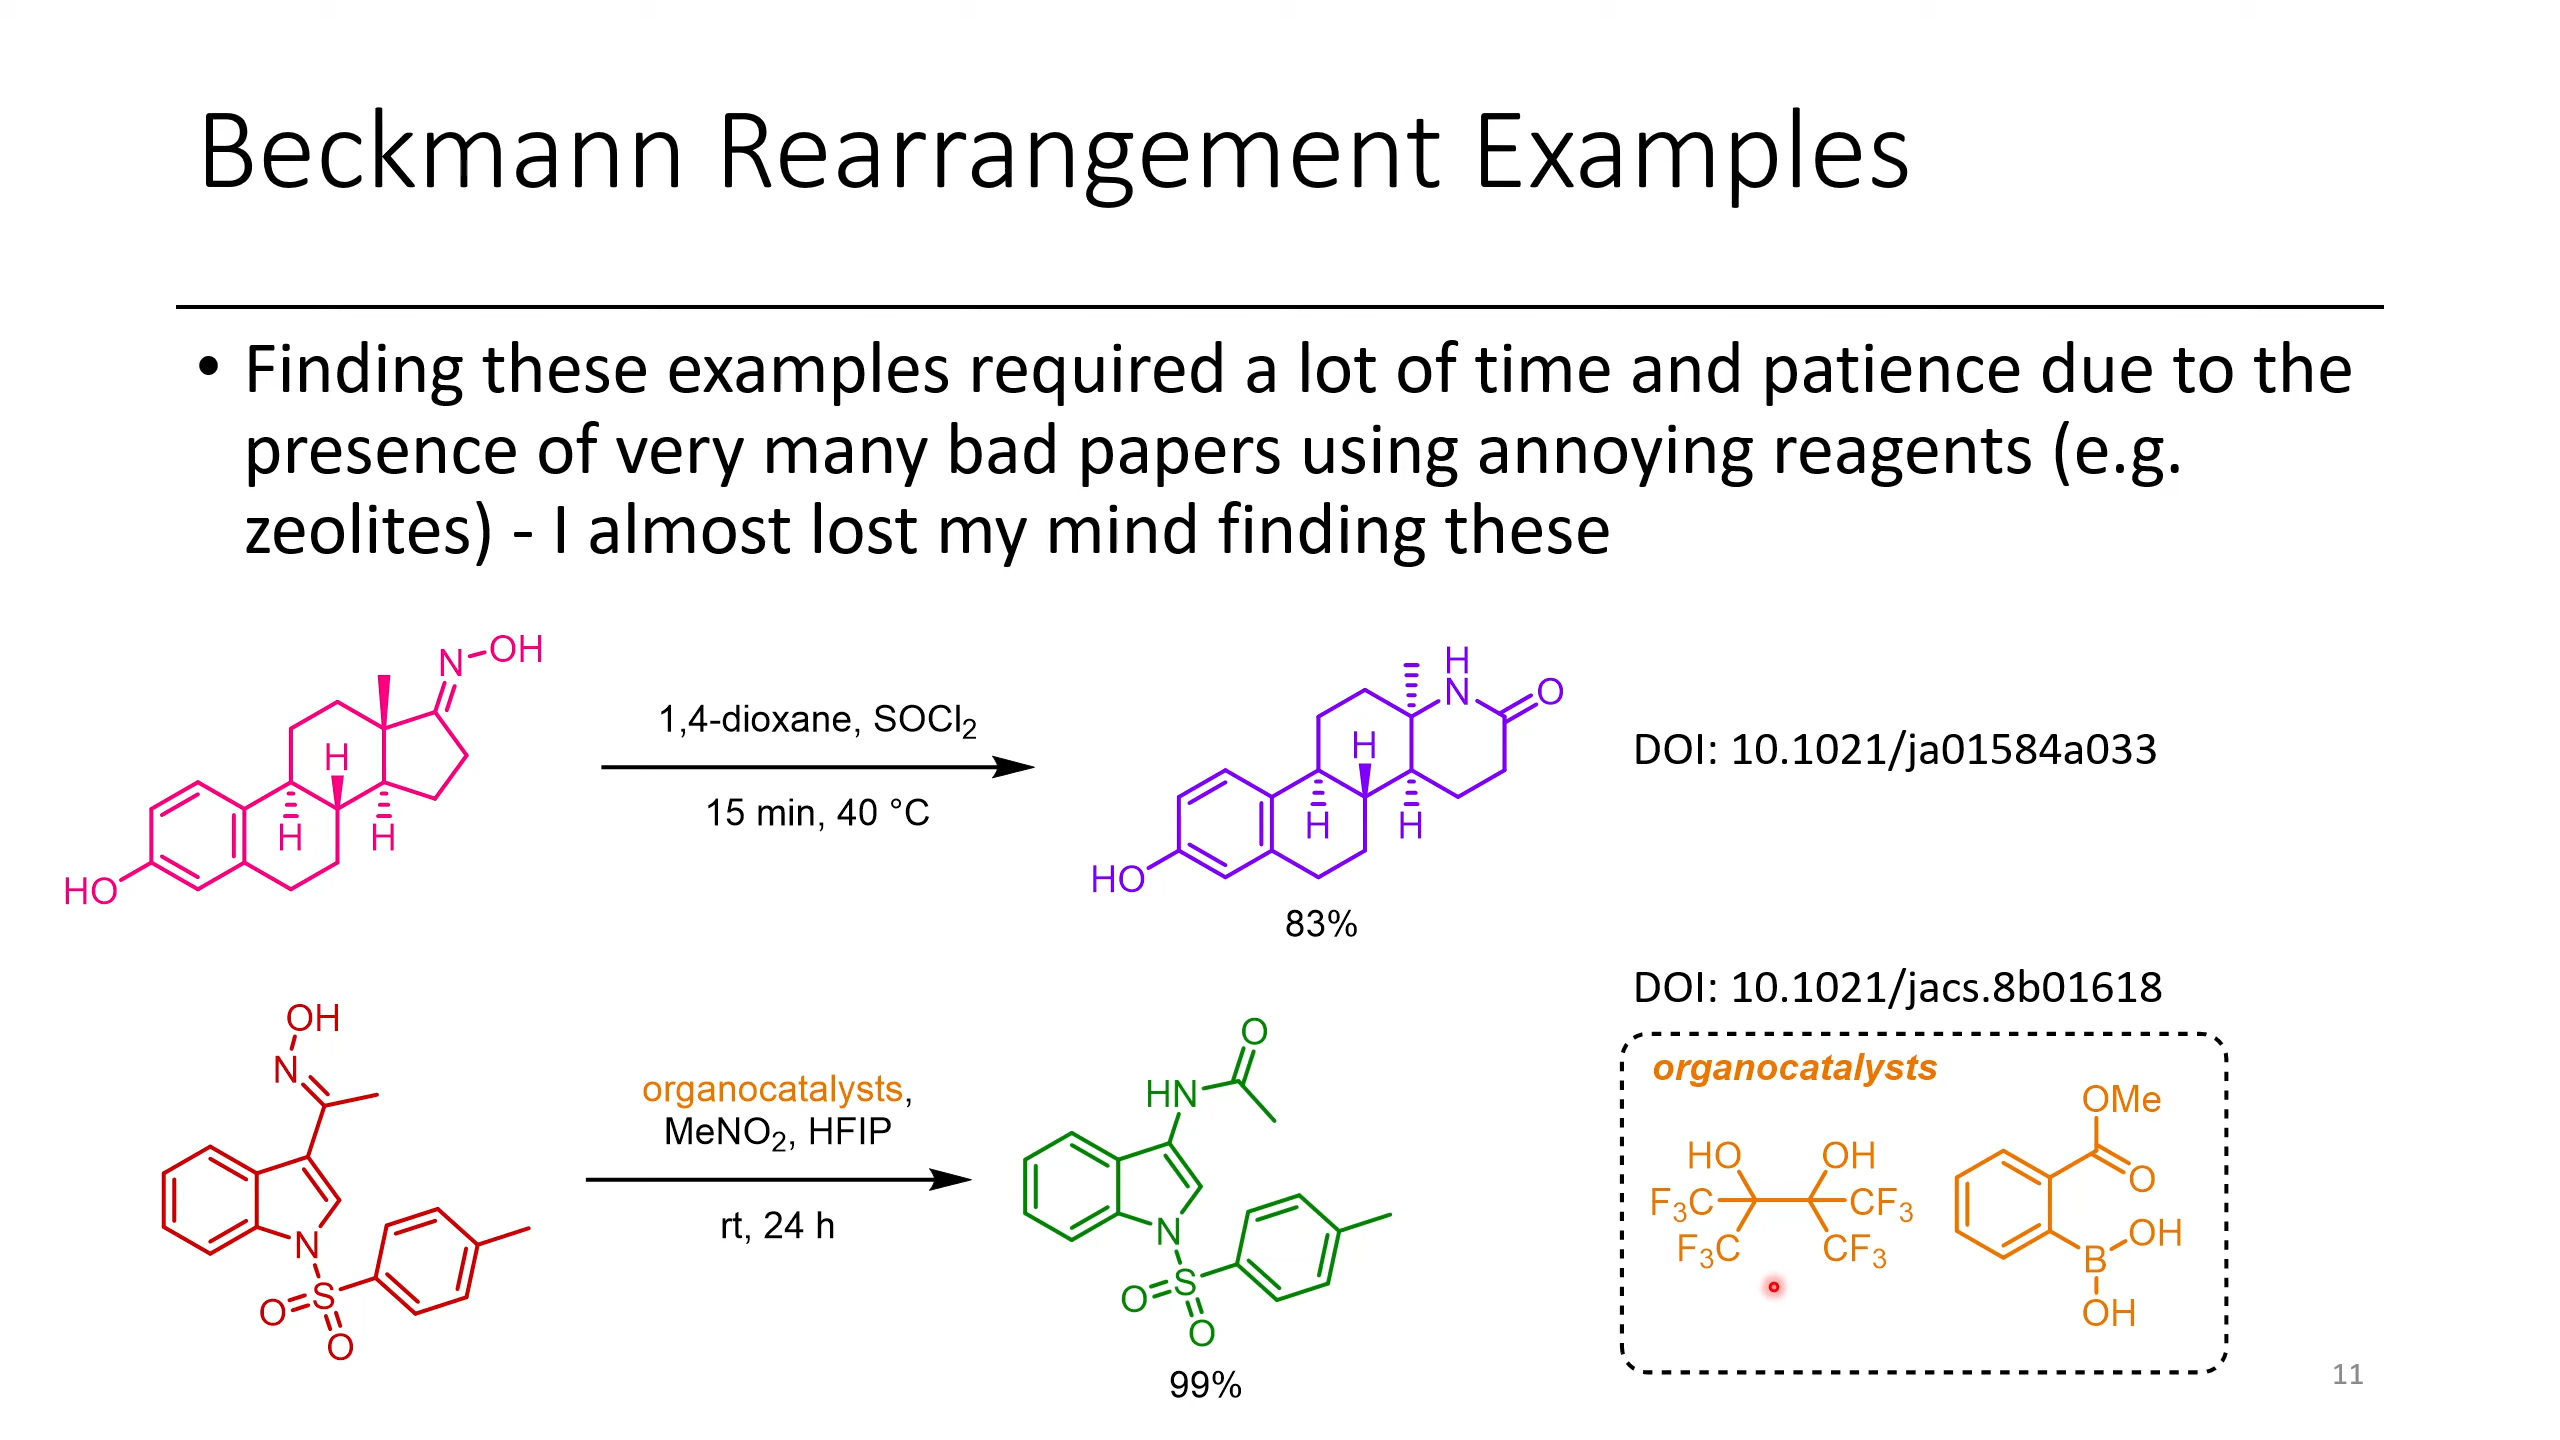 Beckmann Rearrangement Examples
• Finding these examples required a lot of time and patience due to the
presence of very many bad papers using annoying reagents (e.g.
zeolites) - I almost lost my mind finding these
N-OH
H
H
H
HO
1,4-dioxane, SOCl₂
15 min, 40 °C
H
N
O
H
H
H
HO
83%
DOI: 10.1021/ja01584a033
OH
N
N
S
O
O
organocatalysts,
MeNO₂, HFIP
rt, 24 h
O
HN
N
S
O
O
99%
DOI: 10.1021/jacs.8b01618
organocatalysts
HO OH
F₃C CF₃
F₃C CF₃
OMe
O
OH
B
OH
11